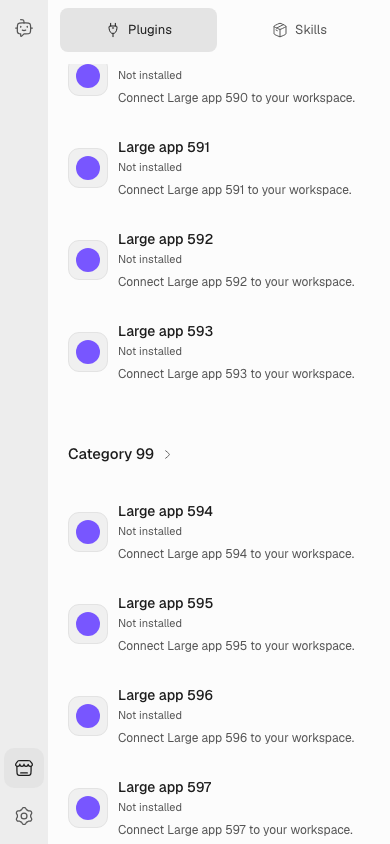 Plugins
Skills
Not installed
Connect Large app 590 to your workspace.
Large app 591
Not installed
Connect Large app 591 to your workspace.
Large app 592
Not installed
Connect Large app 592 to your workspace.
Large app 593
Not installed
Connect Large app 593 to your workspace.
Category 99
Large app 594
Not installed
Connect Large app 594 to your workspace.
Large app 595
Not installed
Connect Large app 595 to your workspace.
Large app 596
Not installed
Connect Large app 596 to your workspace.
Large app 597
Not installed
Connect Large app 597 to your workspace.